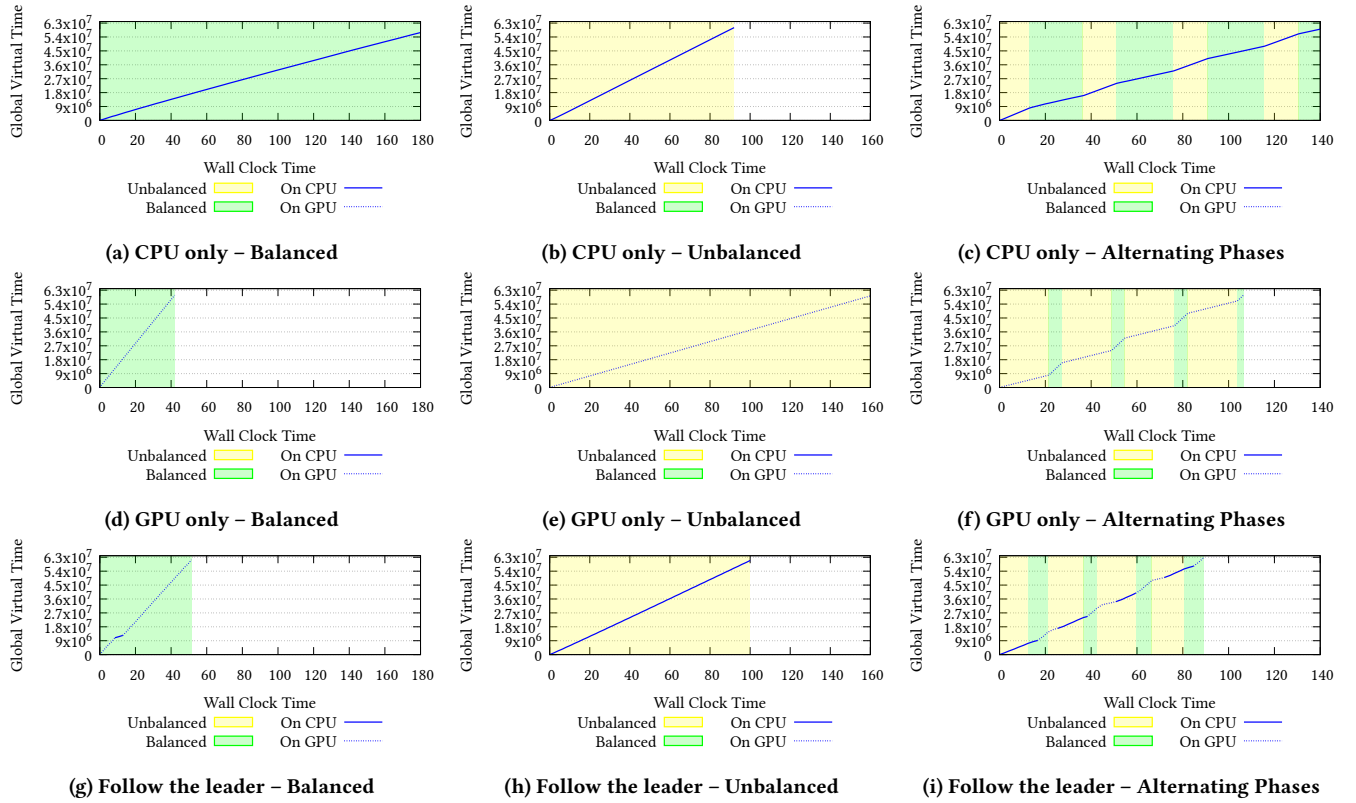 Global Virtual Time
6.3x10^7
5.4x10^7
4.5x10^7
3.6x10^7
2.7x10^7
1.8x10^7
9x10^6
0
0 20 40 60 80 100 120 140 160 180
Wall Clock Time
Unbalanced On CPU
Balanced On GPU
(a) CPU only – Balanced
Global Virtual Time
6.3x10^7
5.4x10^7
4.5x10^7
3.6x10^7
2.7x10^7
1.8x10^7
9x10^6
0
0 20 40 60 80 100 120 140 160
Wall Clock Time
Unbalanced On CPU
Balanced On GPU
(b) CPU only – Unbalanced
Global Virtual Time
6.3x10^7
5.4x10^7
4.5x10^7
3.6x10^7
2.7x10^7
1.8x10^7
9x10^6
0
0 20 40 60 80 100 120 140
Wall Clock Time
Unbalanced On CPU
Balanced On GPU
(c) CPU only – Alternating Phases
Global Virtual Time
6.3x10^7
5.4x10^7
4.5x10^7
3.6x10^7
2.7x10^7
1.8x10^7
9x10^6
0
0 20 40 60 80 100 120 140 160 180
Wall Clock Time
Unbalanced On CPU
Balanced On GPU
(d) GPU only – Balanced
Global Virtual Time
6.3x10^7
5.4x10^7
4.5x10^7
3.6x10^7
2.7x10^7
1.8x10^7
9x10^6
0
0 20 40 60 80 100 120 140 160
Wall Clock Time
Unbalanced On CPU
Balanced On GPU
(e) GPU only – Unbalanced
Global Virtual Time
6.3x10^7
5.4x10^7
4.5x10^7
3.6x10^7
2.7x10^7
1.8x10^7
9x10^6
0
0 20 40 60 80 100 120 140
Wall Clock Time
Unbalanced On CPU
Balanced On GPU
(f) GPU only – Alternating Phases
Global Virtual Time
6.3x10^7
5.4x10^7
4.5x10^7
3.6x10^7
2.7x10^7
1.8x10^7
9x10^6
0
0 20 40 60 80 100 120 140 160 180
Wall Clock Time
Unbalanced On CPU
Balanced On GPU
(g) Follow the leader – Balanced
Global Virtual Time
6.3x10^7
5.4x10^7
4.5x10^7
3.6x10^7
2.7x10^7
1.8x10^7
9x10^6
0
0 20 40 60 80 100 120 140 160
Wall Clock Time
Unbalanced On CPU
Balanced On GPU
(h) Follow the leader – Unbalanced
Global Virtual Time
6.3x10^7
5.4x10^7
4.5x10^7
3.6x10^7
2.7x10^7
1.8x10^7
9x10^6
0
0 20 40 60 80 100 120 140
Wall Clock Time
Unbalanced On CPU
Balanced On GPU
(i) Follow the leader – Alternating Phases